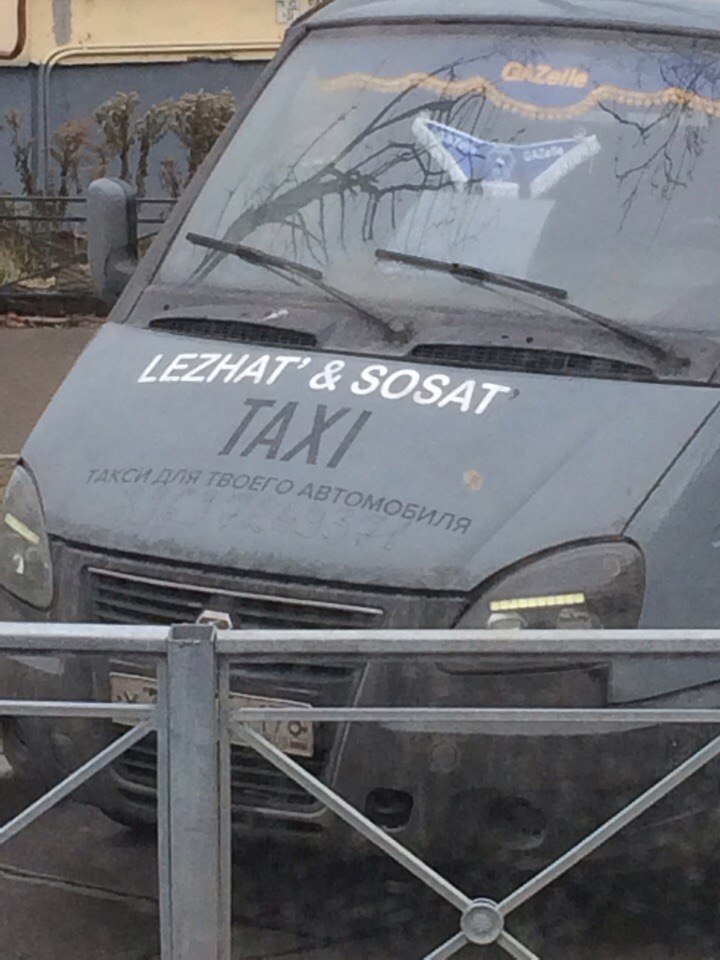 GAZelle
LEZHAT' & SOSAT'
TAXI
ТАКСИ ДЛЯ ТВОЕГО АВТОМОБИЛЯ